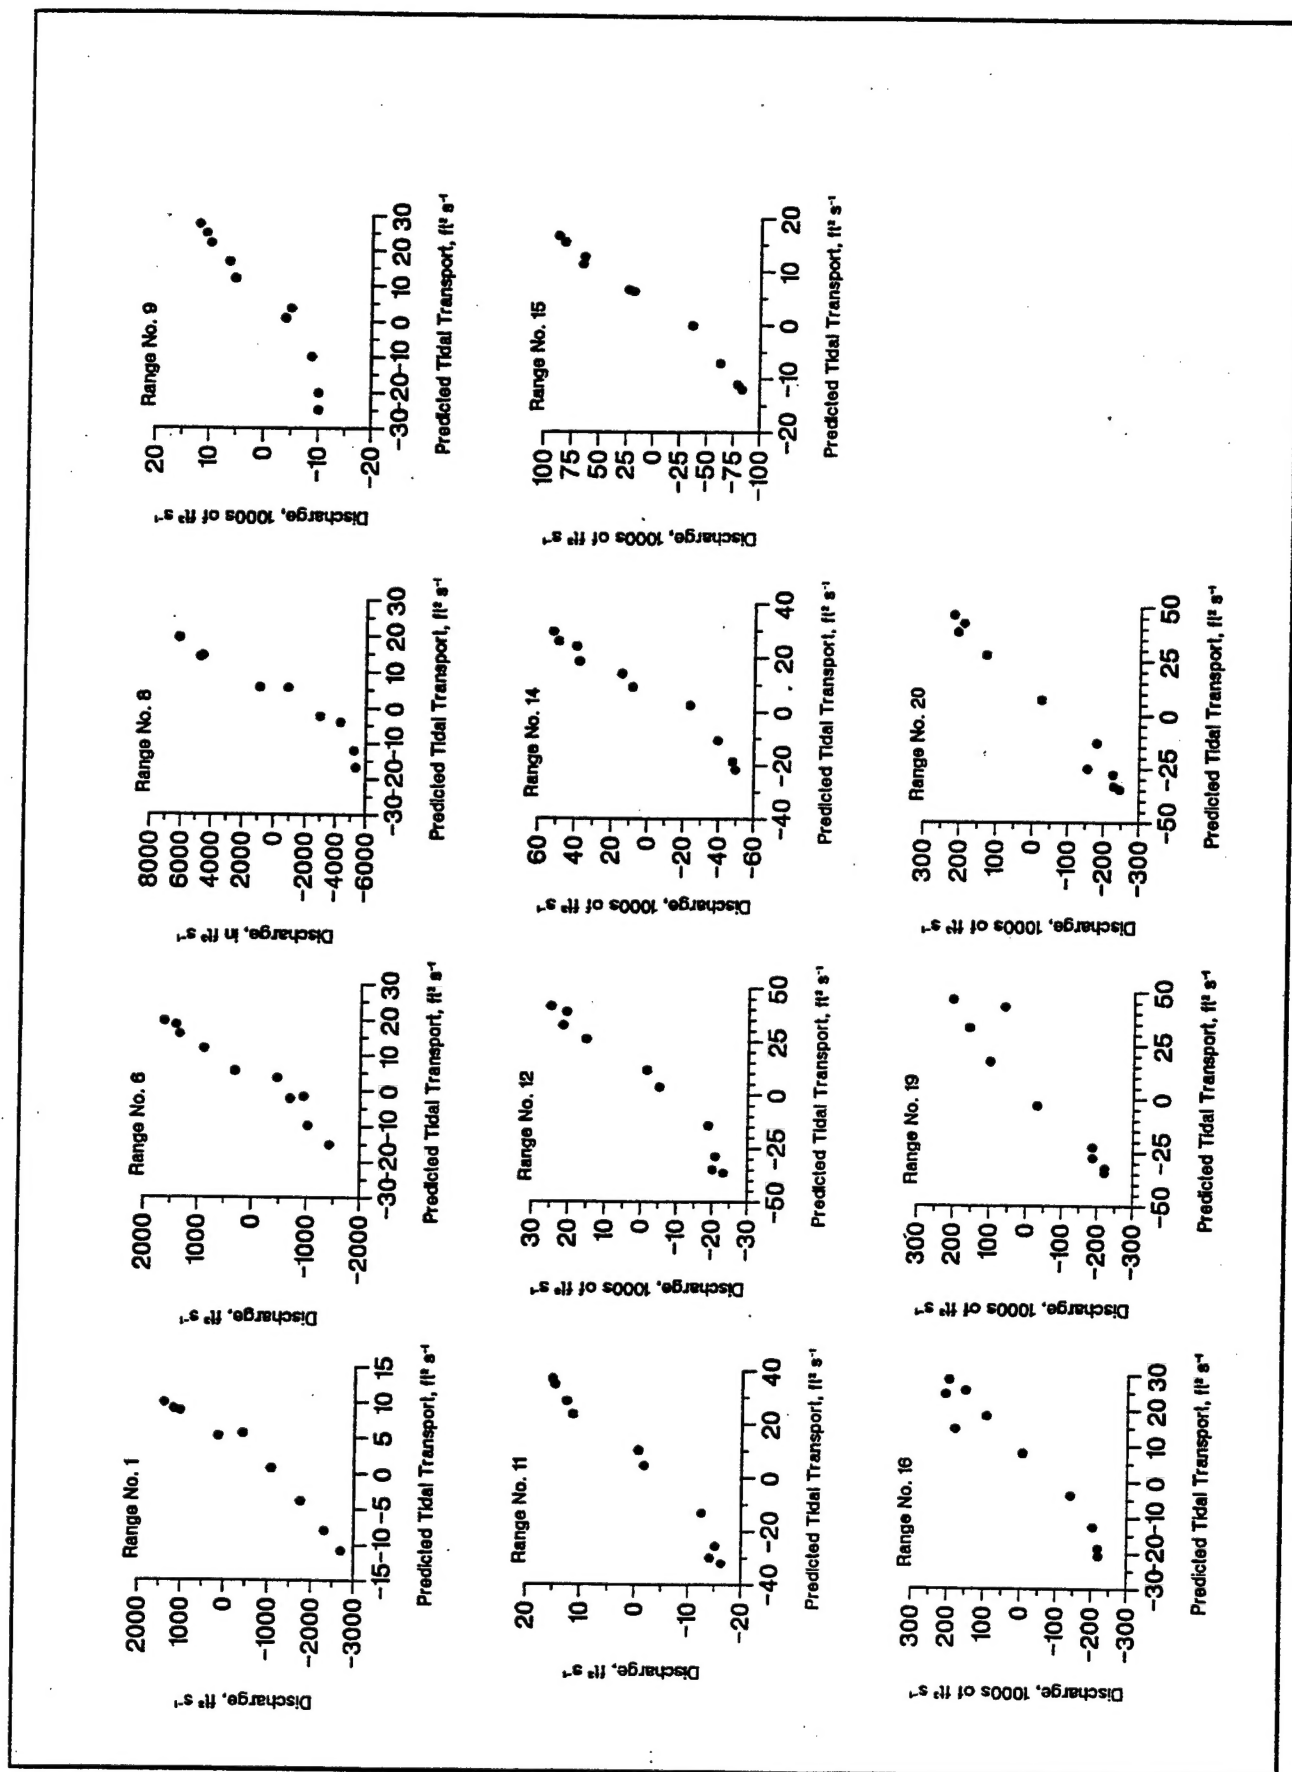 Range No. 1
Discharge, ft³ s⁻¹
2000
1000
0
−1000
−2000
−3000
−15−10 −5 0 5 10 15
Predicted Tidal Transport, ft² s⁻¹
Range No. 6
Discharge, ft³ s⁻¹
2000
1000
0
−1000
−2000
−30−20−10 0 10 20 30
Predicted Tidal Transport, ft² s⁻¹
Range No. 8
Discharge, in ft³ s⁻¹
8000
6000
4000
2000
0
−2000
−4000
−6000
−30−20−10 0 10 20 30
Predicted Tidal Transport, ft² s⁻¹
Range No. 9
Discharge, 1000s of ft³ s⁻¹
20
10
0
−10
−20
−30−20−10 0 10 20 30
Predicted Tidal Transport, ft² s⁻¹
Range No. 11
Discharge, ft³ s⁻¹
20
10
0
−10
−20
−40 −20 0 20 40
Predicted Tidal Transport, ft² s⁻¹
Range No. 12
Discharge, 1000s of ft³ s⁻¹
30
20
10
0
−10
−20
−30
−50 −25 0 25 50
Predicted Tidal Transport, ft² s⁻¹
Range No. 14
Discharge, 1000s of ft³ s⁻¹
60
40
20
0
−20
−40
−60
−40 −20 0 20 40
Predicted Tidal Transport, ft² s⁻¹
Range No. 15
Discharge, 1000s of ft³ s⁻¹
100
75
50
25
0
−25
−50
−75
−100
−20 −10 0 10 20
Predicted Tidal Transport, ft² s⁻¹
Range No. 16
Discharge, 1000s of ft³ s⁻¹
300
200
100
0
−100
−200
−300
−30−20−10 0 10 20 30
Predicted Tidal Transport, ft² s⁻¹
Range No. 19
Discharge, 1000s of ft³ s⁻¹
300
200
100
0
−100
−200
−300
−50 −25 0 25 50
Predicted Tidal Transport, ft² s⁻¹
Range No. 20
Discharge, 1000s of ft³ s⁻¹
300
200
100
0
−100
−200
−300
−50 −25 0 25 50
Predicted Tidal Transport, ft² s⁻¹